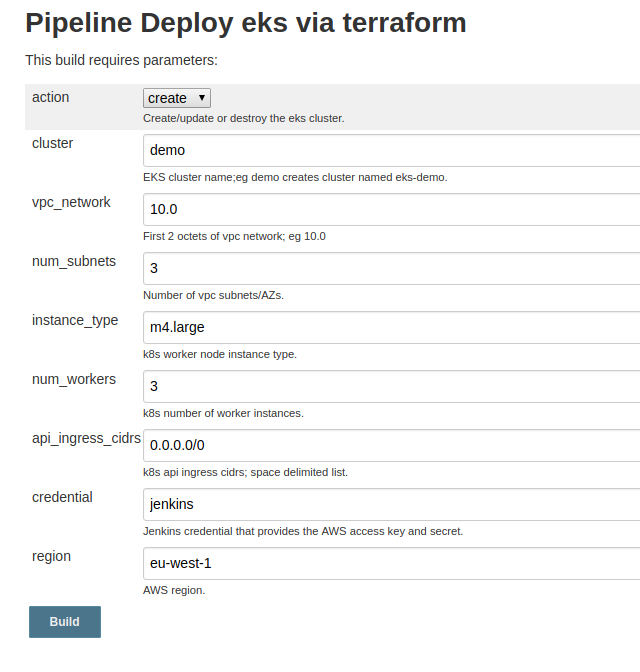 Pipeline Deploy eks via terraform
This build requires parameters:
action
create
Create/update or destroy the eks cluster.
cluster
demo
EKS cluster name;eg demo creates cluster named eks-demo.
vpc_network
10.0
First 2 octets of vpc network; eg 10.0
num_subnets
3
Number of vpc subnets/AZs.
instance_type
m4.large
k8s worker node instance type.
num_workers
3
k8s number of worker instances.
api_ingress_cidrs
0.0.0.0/0
k8s api ingress cidrs; space delimited list.
credential
jenkins
Jenkins credential that provides the AWS access key and secret.
region
eu-west-1
AWS region.
Build